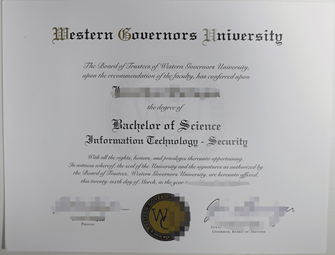 Western Governors University
The Board of Trustees of Western Governors University,
upon the recommendation of the faculty, has conferred upon
the degree of
Bachelor of Science
Information Technology - Security
With all the rights, honors, and privileges thereunto appertaining.
In witness whereof, the seal of the University and the signatures as authorized by
the Board of Trustees, Western Governors University, are hereunto affixed
this twenty-sixth day of March, in the year